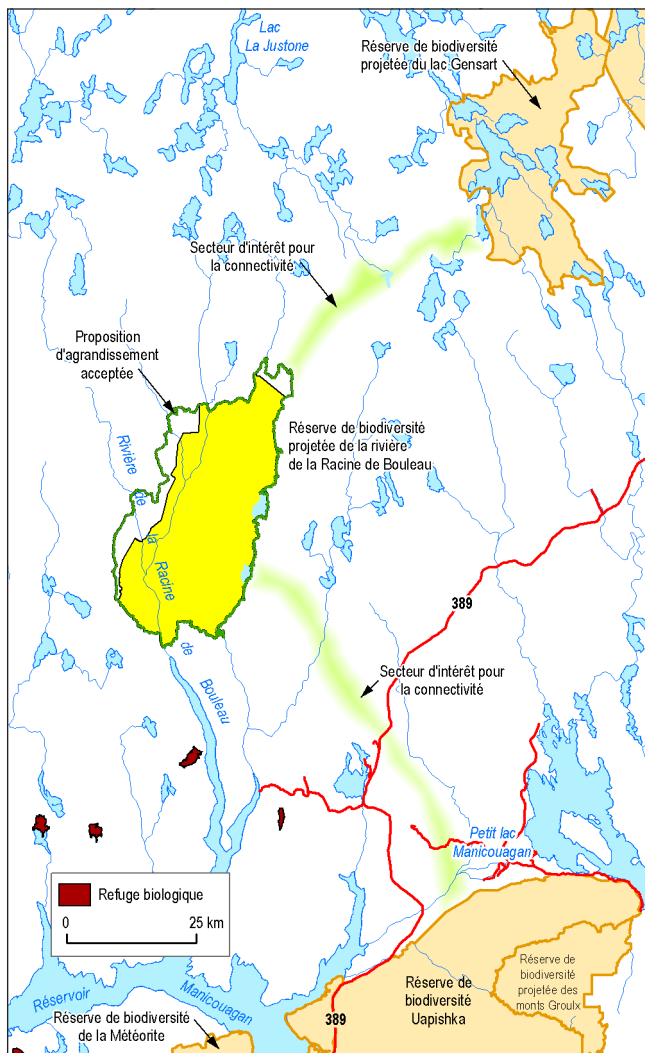 Lac
La Justone
Réserve de biodiversité
projetée du lac Gensart
Secteur d'intérêt pour
la connectivité
Proposition
d'agrandissement
acceptée
Réserve de biodiversité
projetée de la rivière
de la Racine de Bouleau
Rivière de la Racine de Bouleau
389
Secteur d'intérêt pour
la connectivité
Petit lac
Manicouagan
Refuge biologique
0 25 km
Réserve de
biodiversité
projetée des
monts Groulx
Réserve de
biodiversité
Uapishka
Réservoir Manicouagan
389
Réserve de biodiversité
de la Météorite